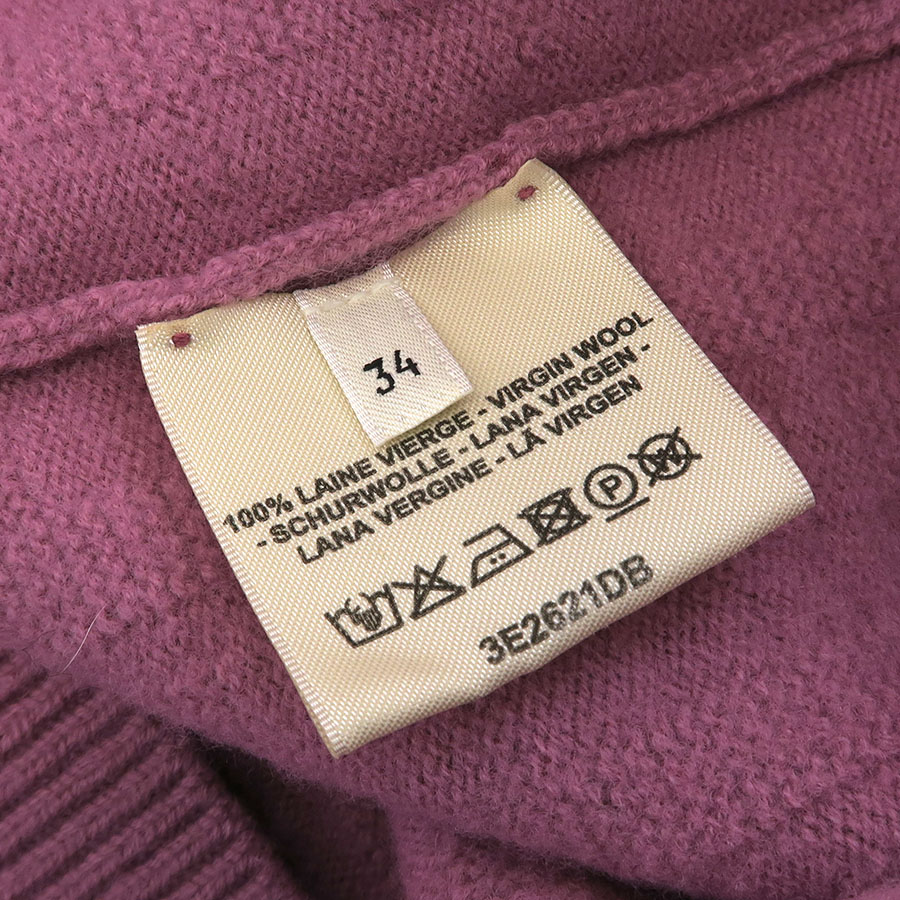 34
100% LAINE VIERGE - VIRGIN WOOL
- SCHURWOLLE - LANA VIRGEN -
LANA VERGINE - LÃ VIRGEN
P
3E2621DB